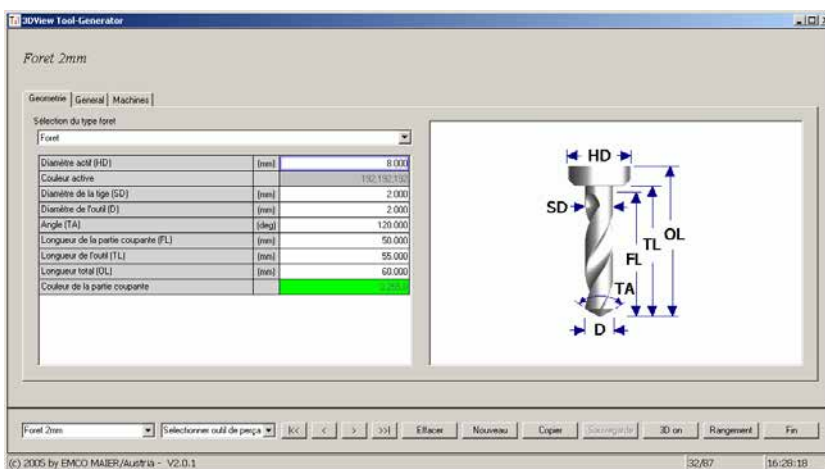 3DView Tool-Generator
Foret 2mm
Geometrie General Machines
Sélection du type foret
Foret
Diamètre actif (HD) [mm] 8.000
Couleur active 192,192,192
Diamètre de la tige (SD) [mm] 2.000
Diamètre de l'outil (D) [mm] 2.000
Angle (TA) [deg] 120.000
Longueur de la partie coupante (FL) [mm] 50.000
Longueur de l'outil (TL) [mm] 55.000
Longueur total (OL) [mm] 60.000
Couleur de la partie coupante
HD
SD
OL
TL
FL
TA
D
Foret 2mm Selectionner outil de perça |<< < > >>| Effacer Nouveau Copier Sauvegarde 3D on Rangement Fin
(c) 2005 by EMCO MAIER/Austria - V2.0.1 32/87 16:28:18